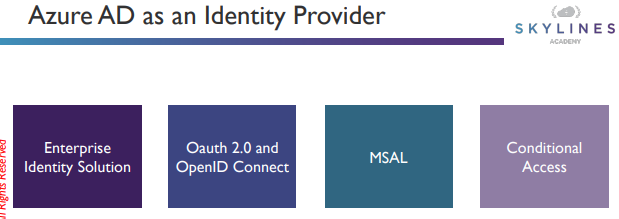 Azure AD as an Identity Provider
SKYLINES
ACADEMY
Enterprise
Identity Solution
Oauth 2.0 and
OpenID Connect
MSAL
Conditional
Access
Rights Reserved